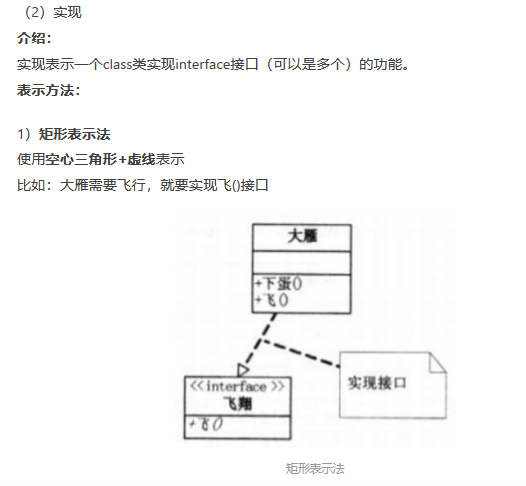 （2）实现
介绍：
实现表示一个class类实现interface接口（可以是多个）的功能。
表示方法：
1）矩形表示法
使用空心三角形+虚线表示
比如：大雁需要飞行，就要实现飞()接口
大雁
+下蛋()
+飞()
<<interface>>
飞翔
+飞()
实现接口
矩形表示法